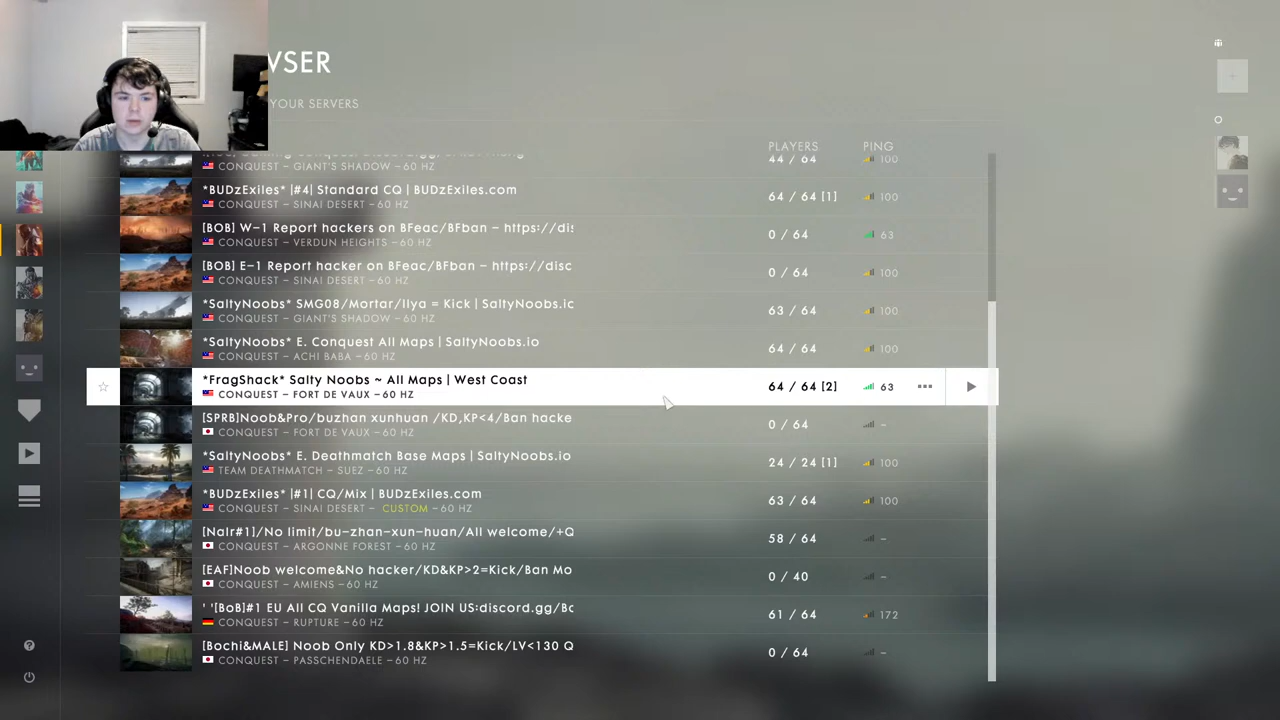 WSER
YOUR SERVERS
PLAYERS PING
44 / 64 100
CONQUEST – GIANT'S SHADOW – 60 HZ
*BUDzExiles* |#4| Standard CQ | BUDzExiles.com
CONQUEST – SINAI DESERT – 60 HZ
64 / 64 [1] 100
[BOB] W-1 Report hackers on BFeac/BFban – https://dis
CONQUEST – VERDUN HEIGHTS – 60 HZ
0 / 64 63
[BOB] E-1 Report hacker on BFeac/BFban – https://disc
CONQUEST – SINAI DESERT – 60 HZ
0 / 64 100
*SaltyNoobs* SMG08/Mortar/Ilya = Kick | SaltyNoobs.ic
CONQUEST – GIANT'S SHADOW – 60 HZ
63 / 64 100
*SaltyNoobs* E. Conquest All Maps | SaltyNoobs.io
CONQUEST – ACHI BABA – 60 HZ
64 / 64 100
*FragShack* Salty Noobs ~ All Maps | West Coast
CONQUEST – FORT DE VAUX – 60 HZ
64 / 64 [2] 63
[SPRB]Noob&Pro/buzhan xunhuan /KD,KP<4/Ban hacke
CONQUEST – FORT DE VAUX – 60 HZ
0 / 64 –
*SaltyNoobs* E. Deathmatch Base Maps | SaltyNoobs.io
TEAM DEATHMATCH – SUEZ – 60 HZ
24 / 24 [1] 100
*BUDzExiles* |#1| CQ/Mix | BUDzExiles.com
CONQUEST – SINAI DESERT – CUSTOM – 60 HZ
63 / 64 100
[Nalr#1]/No limit/bu-zhan-xun-huan/All welcome/+Q
CONQUEST – ARGONNE FOREST – 60 HZ
58 / 64 –
[EAF]Noob welcome&No hacker/KD&KP>2=Kick/Ban Mo
CONQUEST – AMIENS – 60 HZ
0 / 40 –
' '[BoB]#1 EU All CQ Vanilla Maps! JOIN US:discord.gg/Bc
CONQUEST – RUPTURE – 60 HZ
61 / 64 172
[Bochi&MALE] Noob Only KD>1.8&KP>1.5=Kick/LV<130 Q
CONQUEST – PASSCHENDAELE – 60 HZ
0 / 64 –